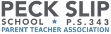 PECK SLIP
SCHOOL • P.S.343
PARENT TEACHER ASSOCIATION